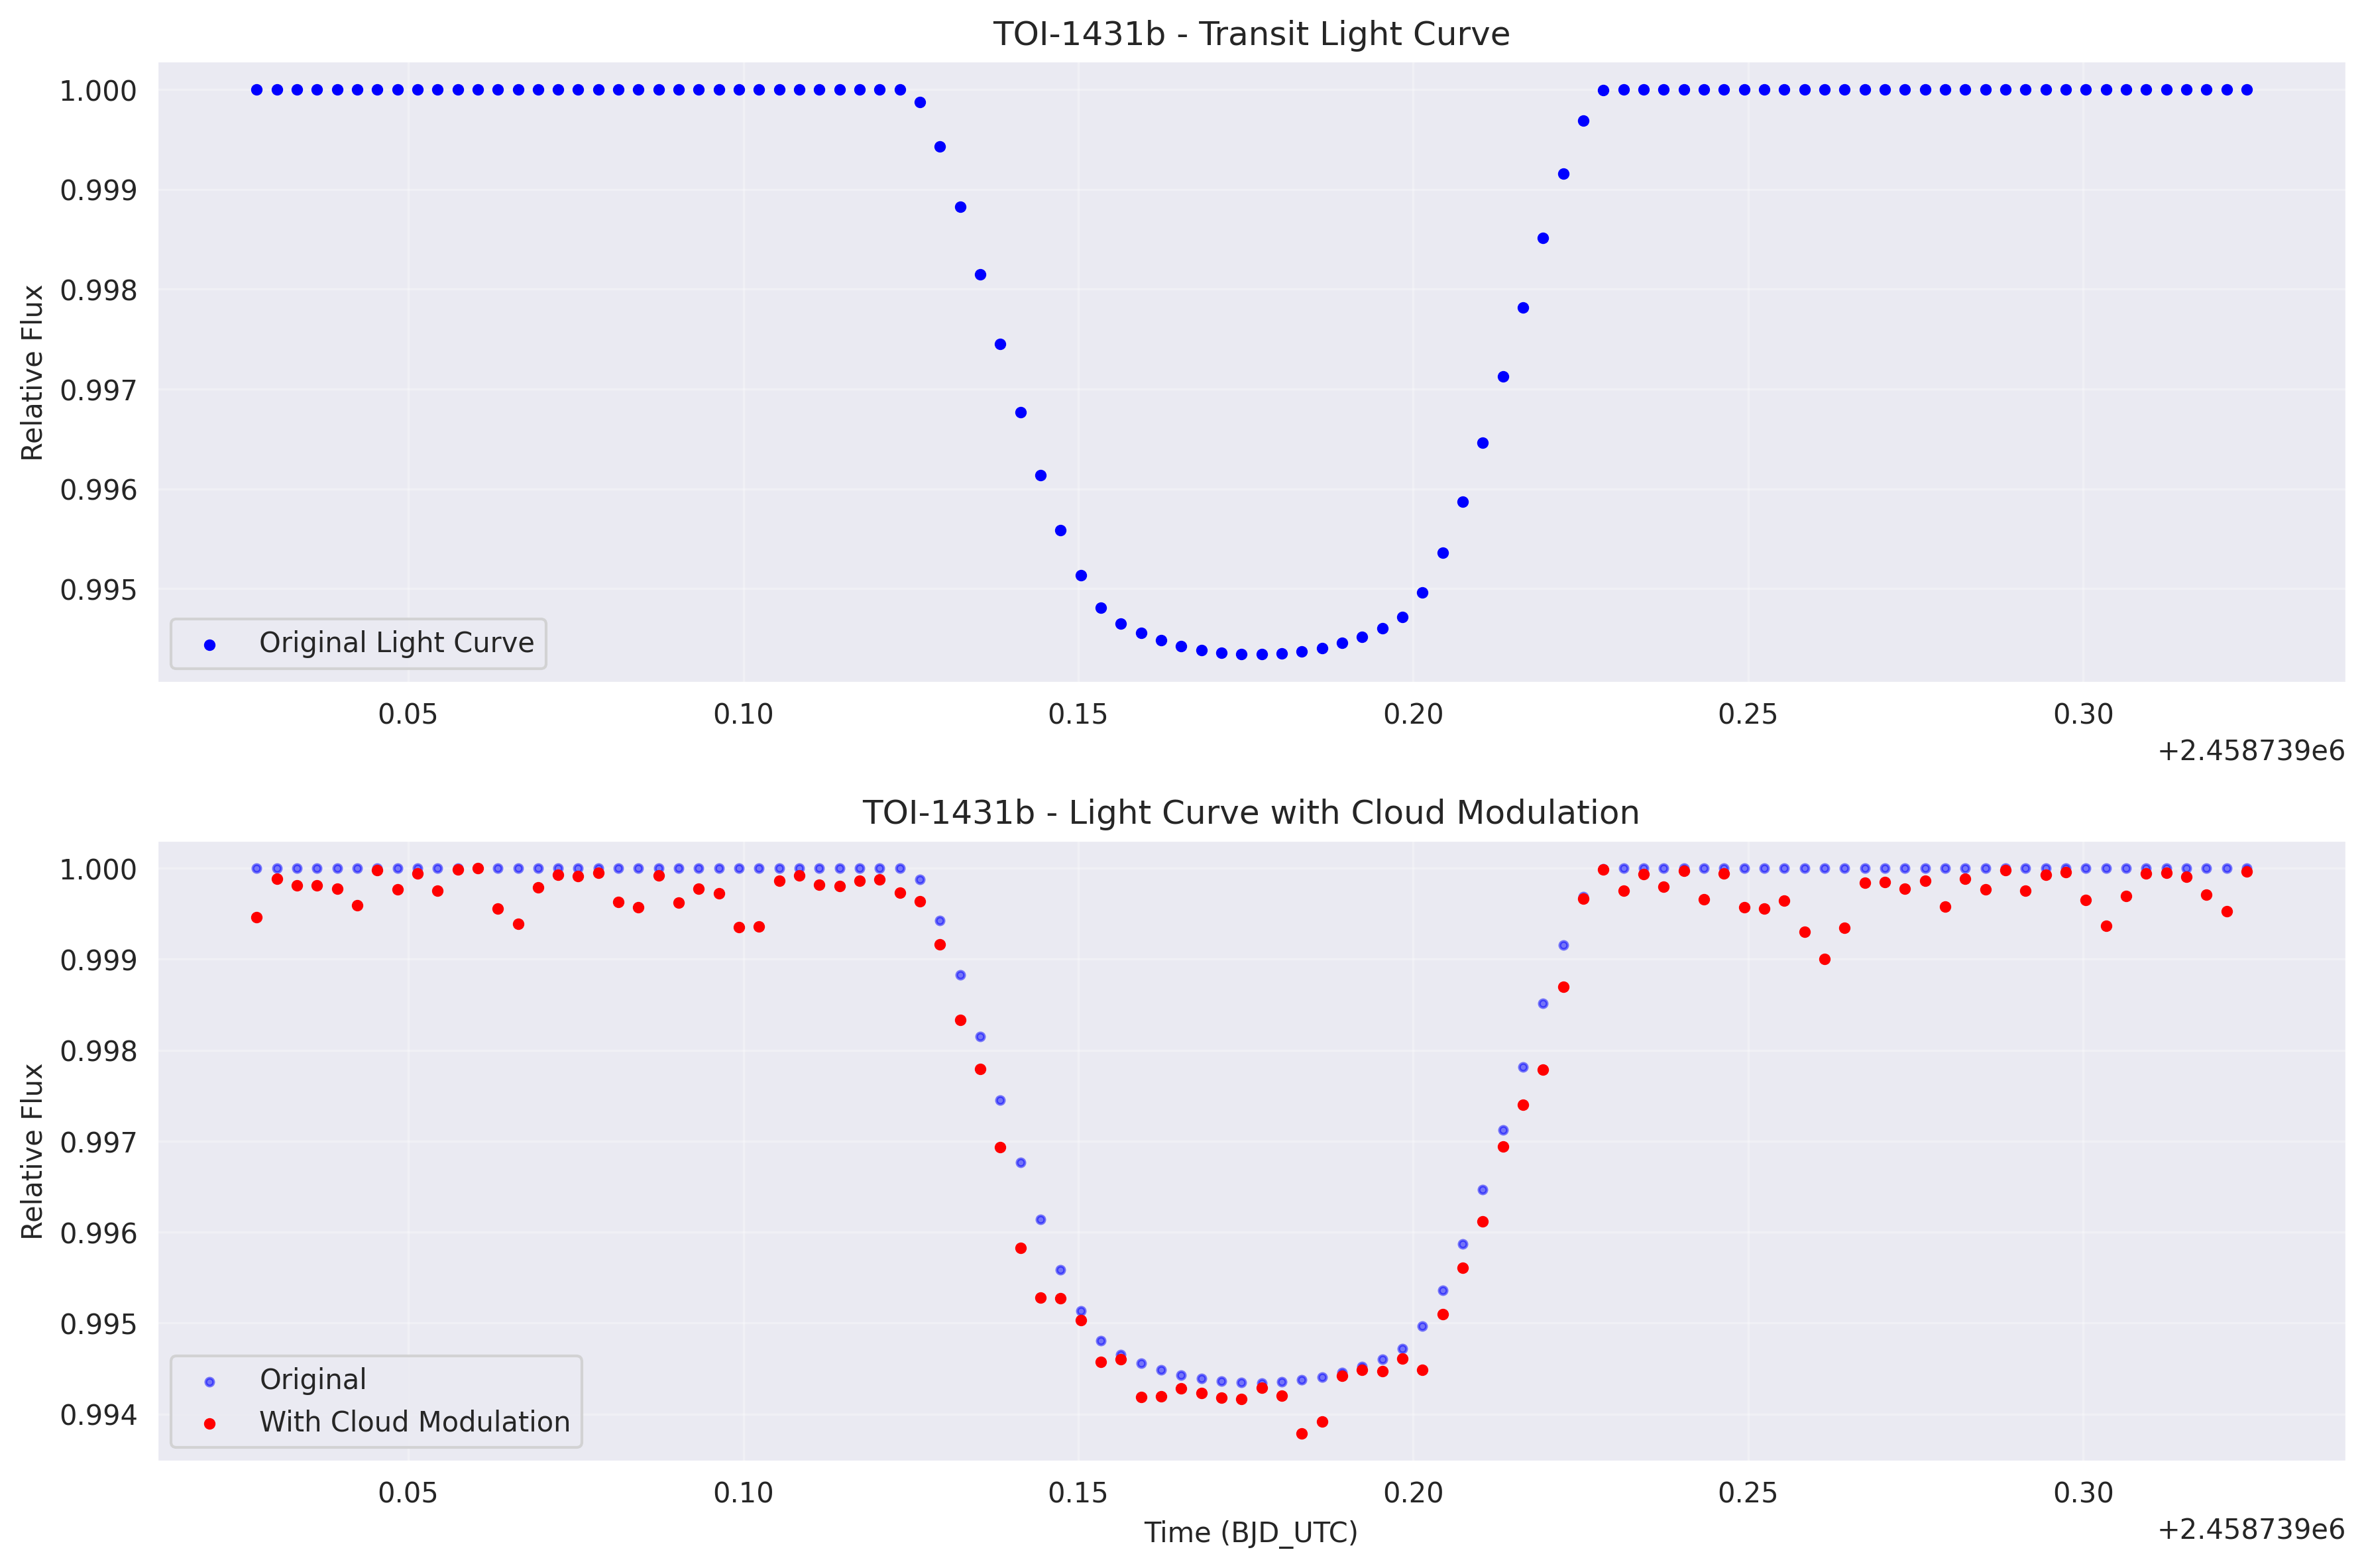 TOI-1431b - Transit Light Curve
Relative Flux
1.000
0.999
0.998
0.997
0.996
0.995
Original Light Curve
0.05 0.10 0.15 0.20 0.25 0.30
+2.458739e6
TOI-1431b - Light Curve with Cloud Modulation
Relative Flux
1.000
0.999
0.998
0.997
0.996
0.995
0.994
Original
With Cloud Modulation
0.05 0.10 0.15 0.20 0.25 0.30
Time (BJD_UTC)
+2.458739e6